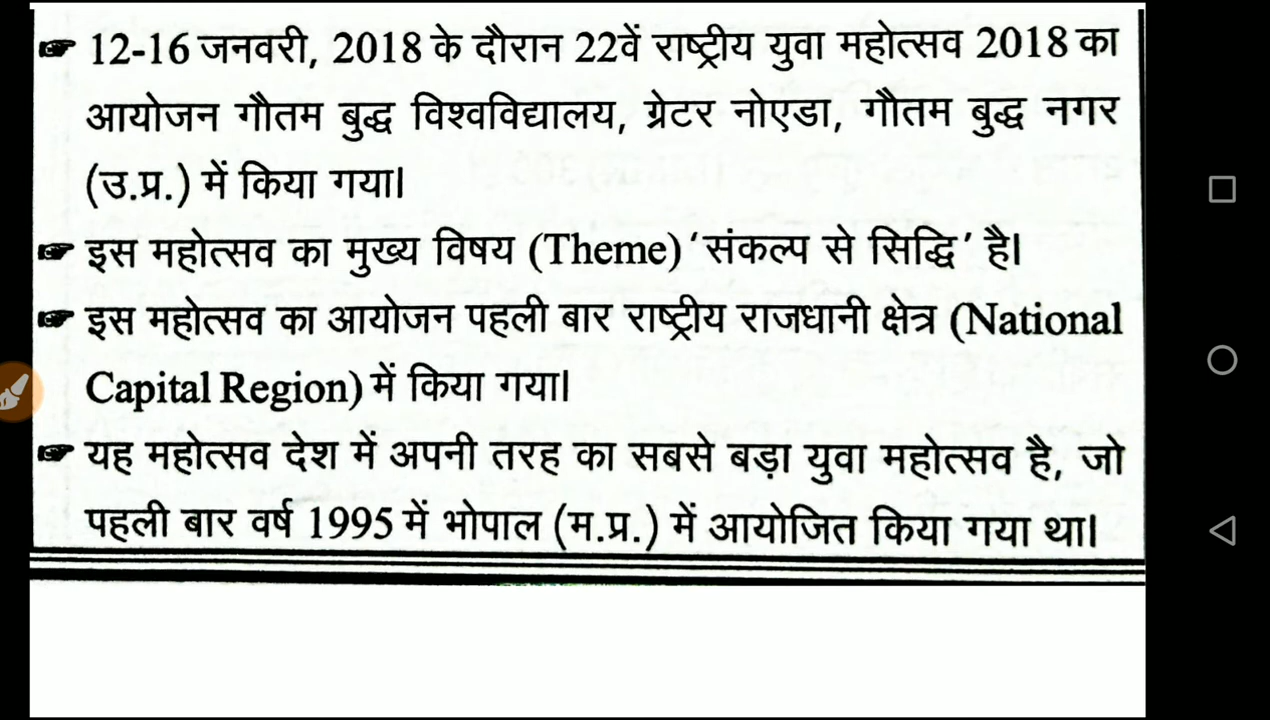 ☛ 12-16 जनवरी, 2018 के दौरान 22वें राष्ट्रीय युवा महोत्सव 2018 का
आयोजन गौतम बुद्ध विश्वविद्यालय, ग्रेटर नोएडा, गौतम बुद्ध नगर
(उ.प्र.) में किया गया।
☛ इस महोत्सव का मुख्य विषय (Theme) ‘संकल्प से सिद्धि’ है।
☛ इस महोत्सव का आयोजन पहली बार राष्ट्रीय राजधानी क्षेत्र (National
Capital Region) में किया गया।
☛ यह महोत्सव देश में अपनी तरह का सबसे बड़ा युवा महोत्सव है, जो
पहली बार वर्ष 1995 में भोपाल (म.प्र.) में आयोजित किया गया था।